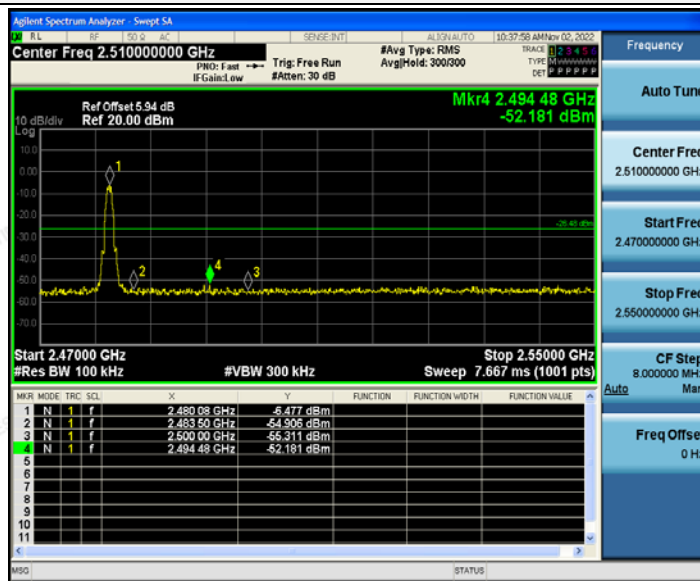 Agilent Spectrum Analyzer - Swept SA
RL RF 50 Ω AC SENSE:INT ALIGNAUTO 10:37:56 AM Nov 02, 2022
Center Freq 2.510000000 GHz
PNO: Fast
IFGain:Low
Trig: Free Run
#Atten: 30 dB
#Avg Type: RMS
Avg|Hold: 300/300
TRACE 1 2 3 4 5 6
TYPE M W W W W W
DET P P P P P P
Frequency
Auto Tune
Center Freq
2.510000000 GHz
Start Freq
2.470000000 GHz
Stop Freq
2.550000000 GHz
CF Step
8.000000 MHz
Auto Man
Freq Offset
0 Hz
Mkr4 2.494 48 GHz
-52.181 dBm
Ref Offset 5.94 dB
10 dB/div Ref 20.00 dBm
Log
10.0
0.00
-10.0
-20.0
-30.0
-40.0
-50.0
-60.0
-70.0
1
2
4
3
Start 2.47000 GHz Stop 2.55000 GHz
#Res BW 100 kHz #VBW 300 kHz Sweep 7.667 ms (1001 pts)
MKR MODE TRC SCL X Y FUNCTION FUNCTION WIDTH FUNCTION VALUE
1 N 1 f 2.480 08 GHz -6.477 dBm
2 N 1 f 2.483 50 GHz -54.906 dBm
3 N 1 f 2.500 00 GHz -55.311 dBm
4 N 1 f 2.494 48 GHz -52.181 dBm
5
6
7
8
9
10
11
MSG STATUS